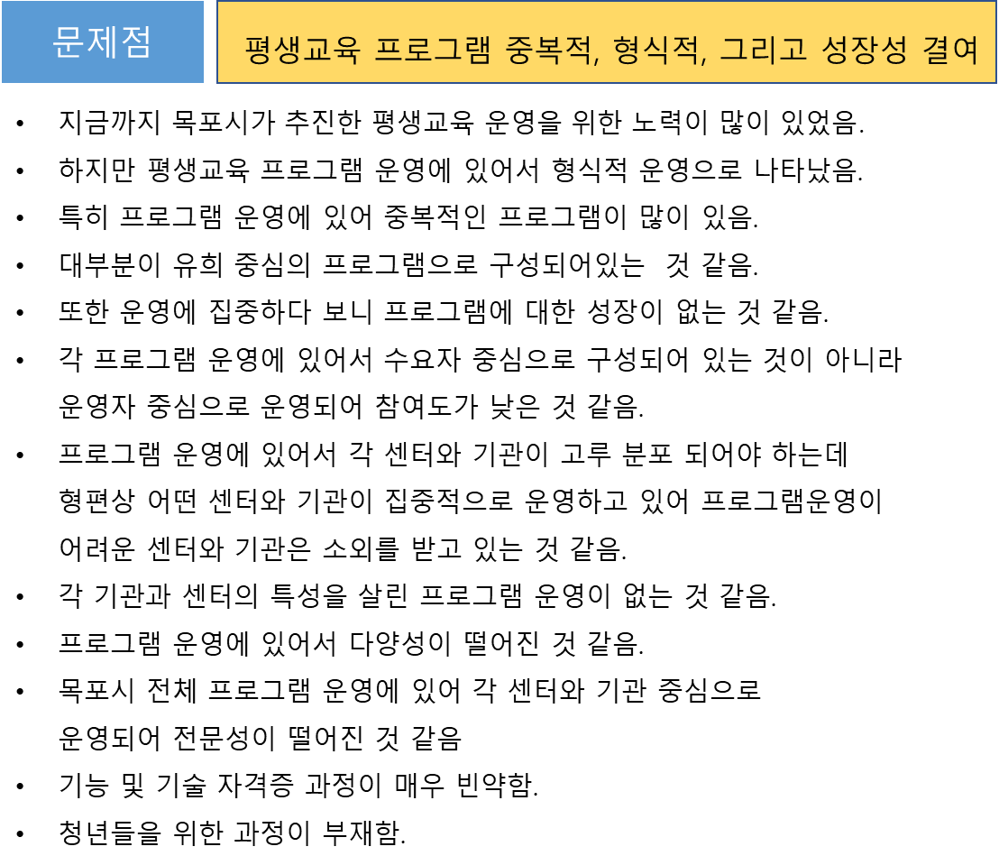 문제점
평생교육 프로그램 중복적, 형식적, 그리고 성장성 결여
• 지금까지 목포시가 추진한 평생교육 운영을 위한 노력이 많이 있었음.
• 하지만 평생교육 프로그램 운영에 있어서 형식적 운영으로 나타났음.
• 특히 프로그램 운영에 있어 중복적인 프로그램이 많이 있음.
• 대부분이 유희 중심의 프로그램으로 구성되어있는  것 같음.
• 또한 운영에 집중하다 보니 프로그램에 대한 성장이 없는 것 같음.
• 각 프로그램 운영에 있어서 수요자 중심으로 구성되어 있는 것이 아니라
운영자 중심으로 운영되어 참여도가 낮은 것 같음.
• 프로그램 운영에 있어서 각 센터와 기관이 고루 분포 되어야 하는데
형편상 어떤 센터와 기관이 집중적으로 운영하고 있어 프로그램운영이
어려운 센터와 기관은 소외를 받고 있는 것 같음.
• 각 기관과 센터의 특성을 살린 프로그램 운영이 없는 것 같음.
• 프로그램 운영에 있어서 다양성이 떨어진 것 같음.
• 목포시 전체 프로그램 운영에 있어 각 센터와 기관 중심으로
운영되어 전문성이 떨어진 것 같음
• 기능 및 기술 자격증 과정이 매우 빈약함.
• 청년들을 위한 과정이 부재함.